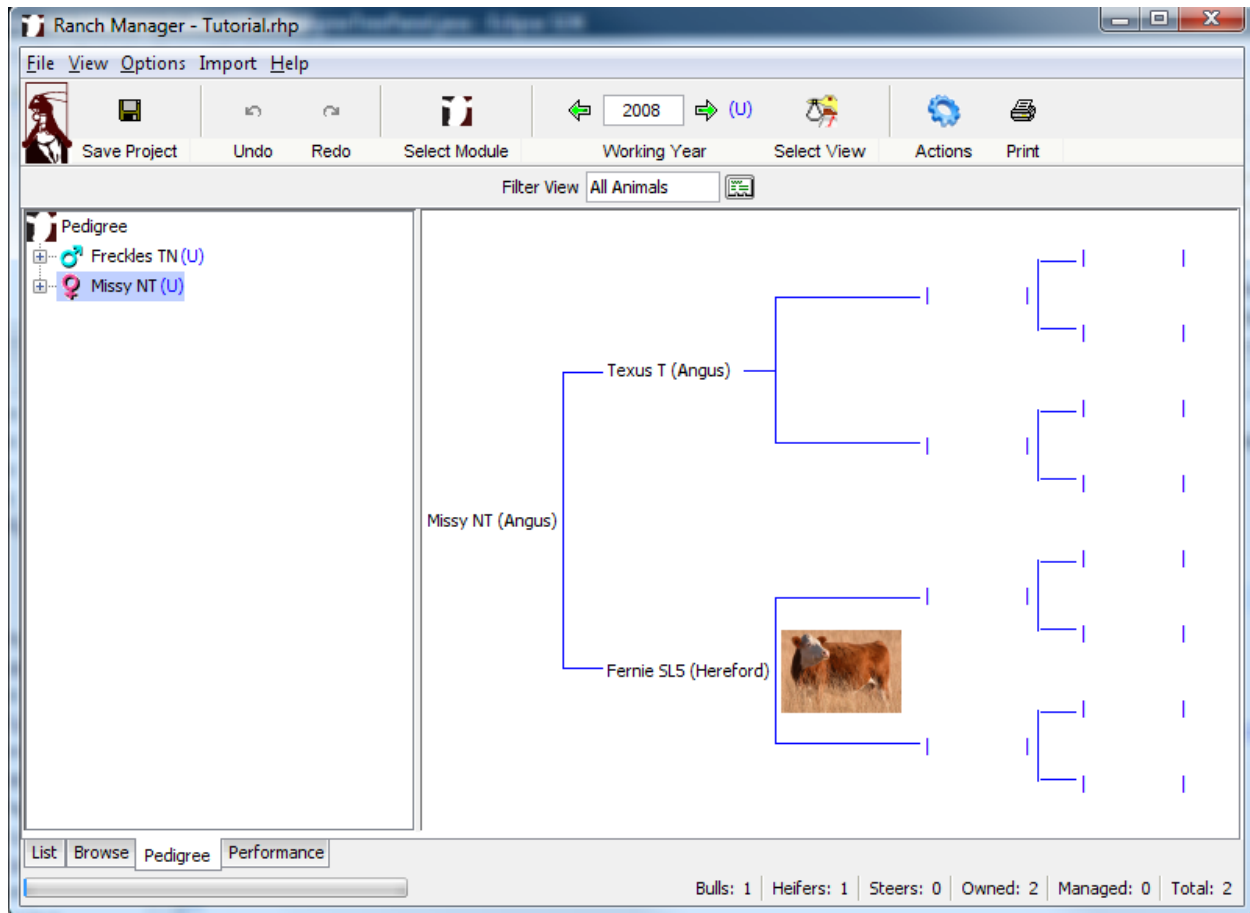 Ranch Manager - Tutorial.rhp
File View Options Import Help
2008 (U)
Save Project Undo Redo Select Module Working Year Select View Actions Print
Filter View All Animals
Pedigree
Freckles TN (U)
Missy NT (U)
Texus T (Angus)
Missy NT (Angus)
Fernie SL5 (Hereford)
List Browse Pedigree Performance
Bulls: 1 Heifers: 1 Steers: 0 Owned: 2 Managed: 0 Total: 2